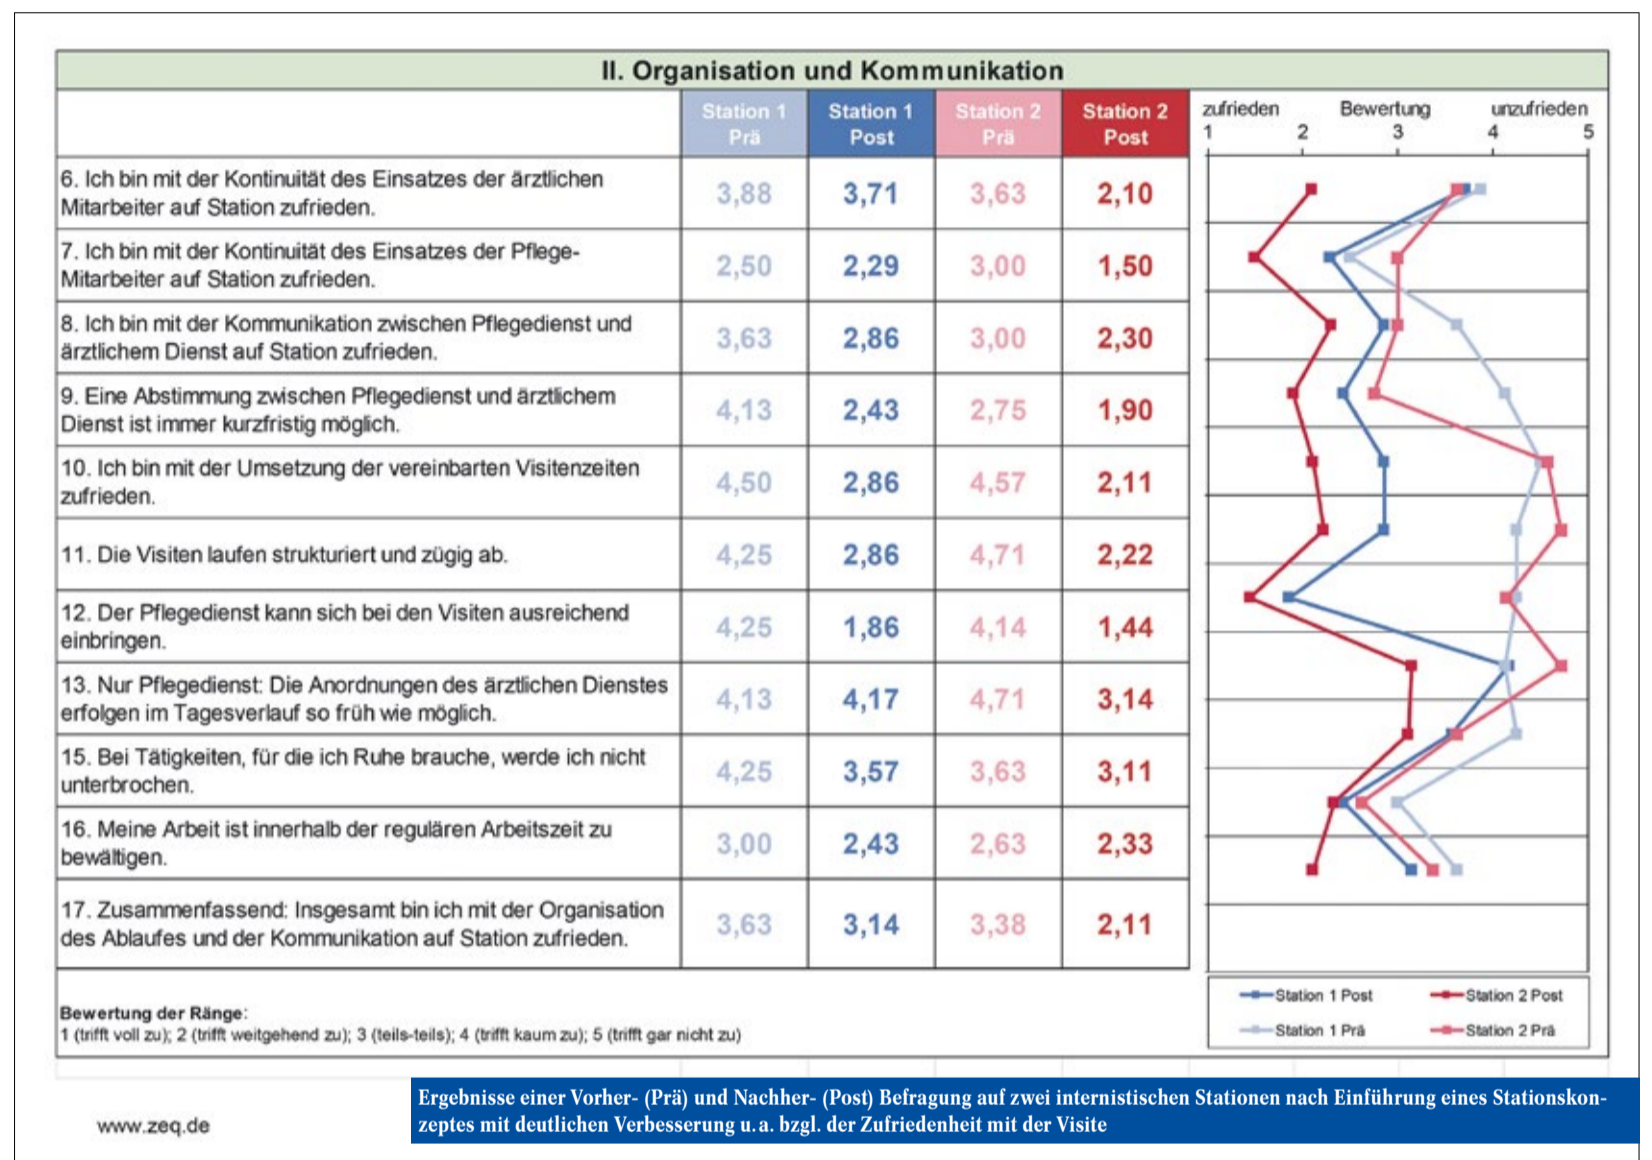 II. Organisation und Kommunikation
Station 1 Station 1 Station 2 Station 2
Prä Post Prä Post
zufrieden Bewertung unzufrieden
1 2 3 4 5
6. Ich bin mit der Kontinuität des Einsatzes der ärztlichen
Mitarbeiter auf Station zufrieden.
3,88 3,71 3,63 2,10
7. Ich bin mit der Kontinuität des Einsatzes der Pflege-
Mitarbeiter auf Station zufrieden.
2,50 2,29 3,00 1,50
8. Ich bin mit der Kommunikation zwischen Pflegedienst und
ärztlichem Dienst auf Station zufrieden.
3,63 2,86 3,00 2,30
9. Eine Abstimmung zwischen Pflegedienst und ärztlichem
Dienst ist immer kurzfristig möglich.
4,13 2,43 2,75 1,90
10. Ich bin mit der Umsetzung der vereinbarten Visitenzeiten
zufrieden.
4,50 2,86 4,57 2,11
11. Die Visiten laufen strukturiert und zügig ab.
4,25 2,86 4,71 2,22
12. Der Pflegedienst kann sich bei den Visiten ausreichend
einbringen.
4,25 1,86 4,14 1,44
13. Nur Pflegedienst: Die Anordnungen des ärztlichen Dienstes
erfolgen im Tagesverlauf so früh wie möglich.
4,13 4,17 4,71 3,14
15. Bei Tätigkeiten, für die ich Ruhe brauche, werde ich nicht
unterbrochen.
4,25 3,57 3,63 3,11
16. Meine Arbeit ist innerhalb der regulären Arbeitszeit zu
bewältigen.
3,00 2,43 2,63 2,33
17. Zusammenfassend: Insgesamt bin ich mit der Organisation
des Ablaufes und der Kommunikation auf Station zufrieden.
3,63 3,14 3,38 2,11
Station 1 Post Station 2 Post
Station 1 Prä Station 2 Prä
Bewertung der Ränge:
1 (trifft voll zu); 2 (trifft weitgehend zu); 3 (teils-teils); 4 (trifft kaum zu); 5 (trifft gar nicht zu)
Ergebnisse einer Vorher- (Prä) und Nachher- (Post) Befragung auf zwei internistischen Stationen nach Einführung eines Stationskon-
zeptes mit deutlichen Verbesserung u. a. bzgl. der Zufriedenheit mit der Visite
www.zeq.de